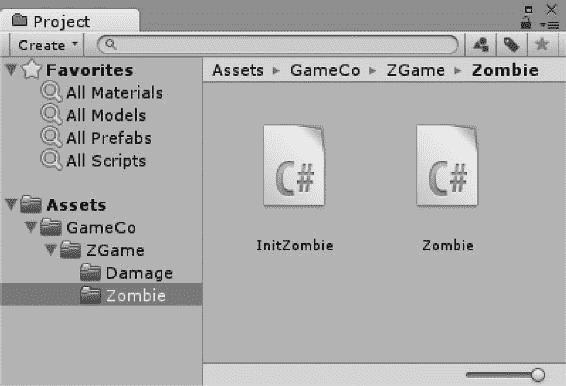 Project
Create
Favorites
All Materials
All Models
All Prefabs
All Scripts
Assets
GameCo
ZGame
Damage
Zombie
Assets GameCo ZGame Zombie
C# C#
InitZombie Zombie